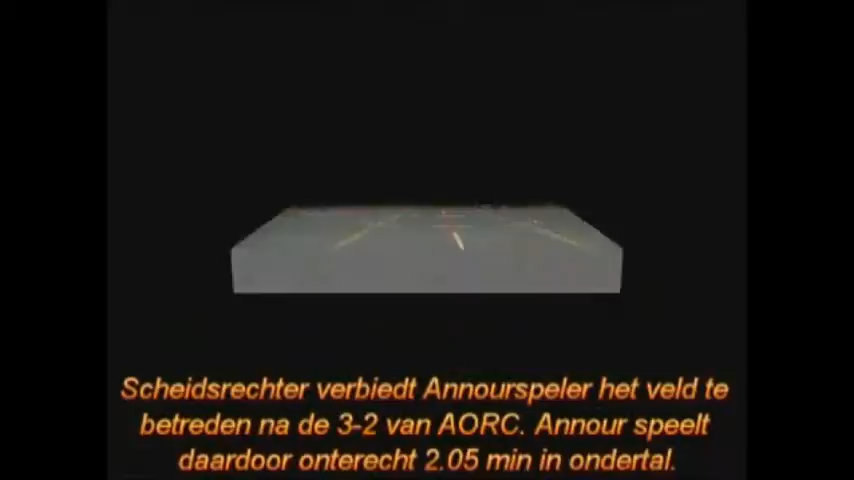 Scheidsrechter verbiedt Annourspeler het veld te
betreden na de 3-2 van AORC. Annour speelt
daardoor onterecht 2.05 min in ondertal.